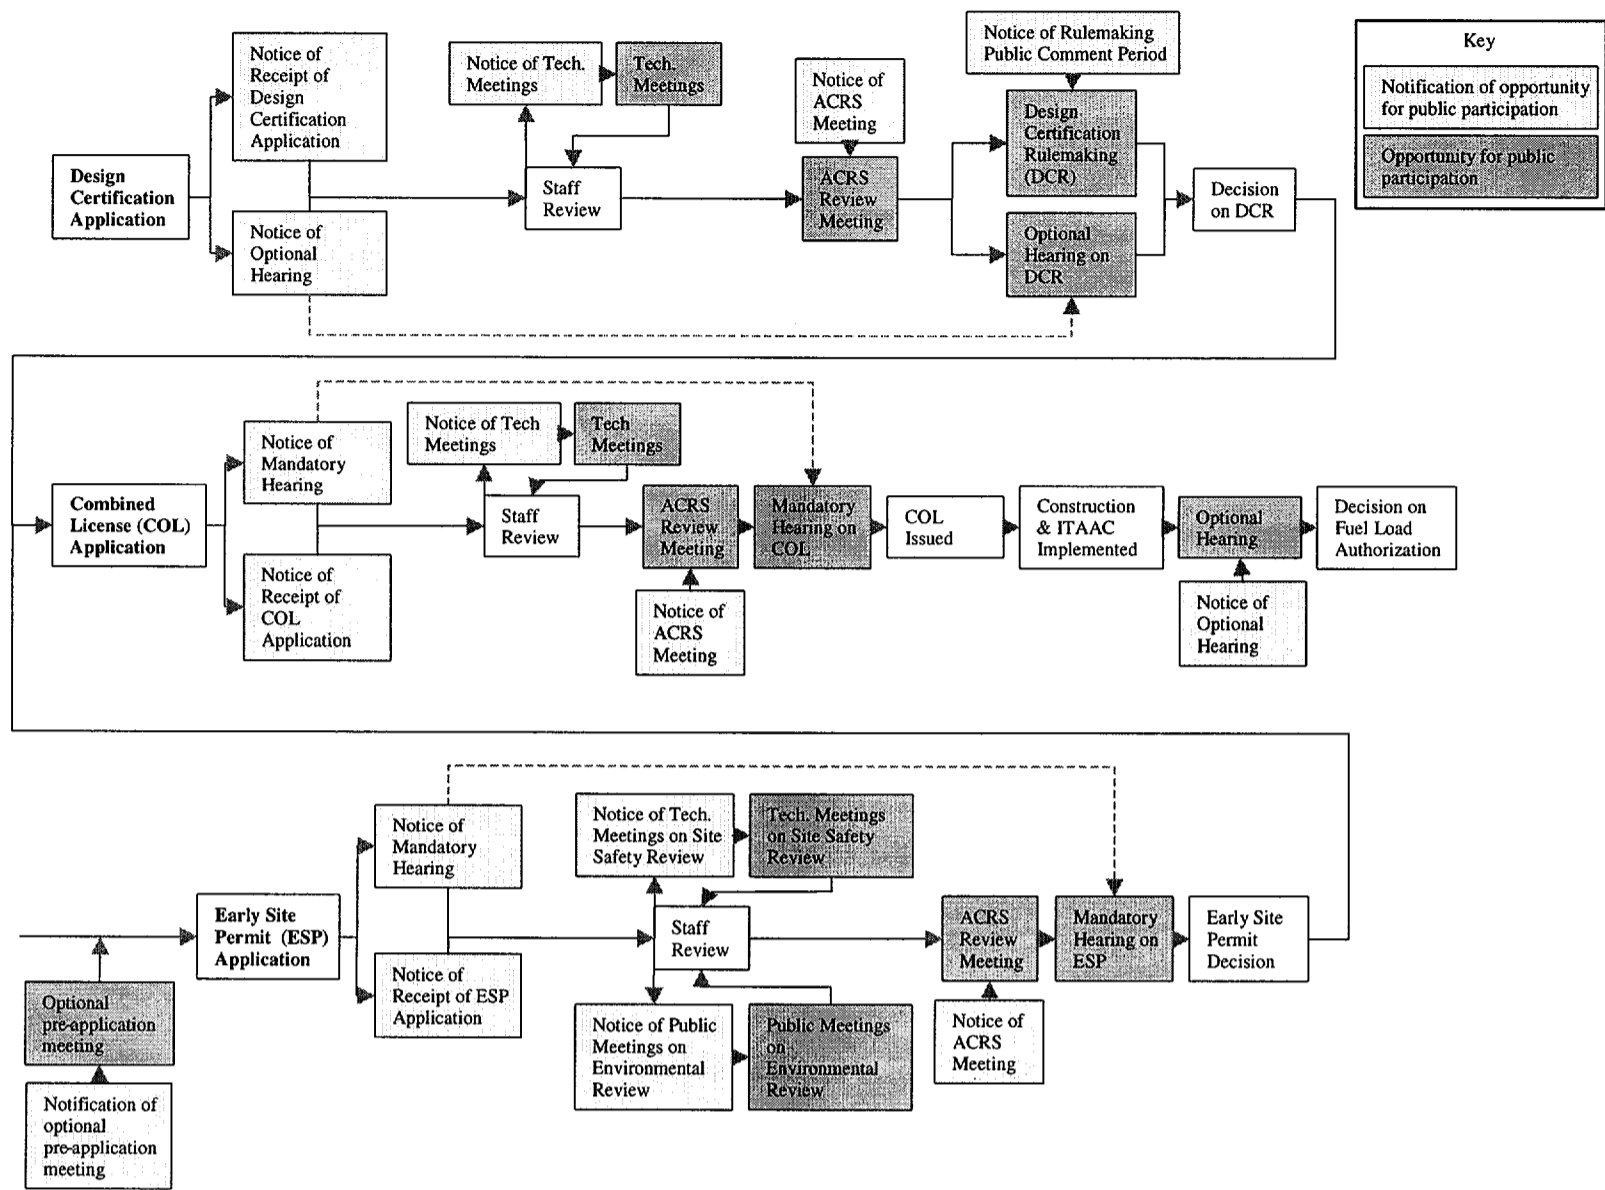 Notice of
Receipt of
Design
Certification
Application
Notice of Tech.
Meetings
Tech.
Meetings
Notice of
ACRS
Meeting
Notice of Rulemaking
Public Comment Period
Key
Notification of opportunity
for public participation
Opportunity for public
participation
Design
Certification
Application
Staff
Review
ACRS
Review
Meeting
Design
Certification
Rulemaking
(DCR)
Decision
on DCR
Notice of
Optional
Hearing
Optional
Hearing on
DCR
Notice of
Mandatory
Hearing
Notice of Tech
Meetings
Tech
Meetings
Combined
License (COL)
Application
Staff
Review
ACRS
Review
Meeting
Mandatory
Hearing on
COL
COL
Issued
Construction
& ITAAC
Implemented
Optional
Hearing
Decision on
Fuel Load
Authorization
Notice of
Receipt of
COL
Application
Notice of
ACRS
Meeting
Notice of
Optional
Hearing
Notice of
Mandatory
Hearing
Notice of Tech.
Meetings on Site
Safety Review
Tech. Meetings
on Site Safety
Review
Early Site
Permit (ESP)
Application
Staff
Review
ACRS
Review
Meeting
Mandatory
Hearing on
ESP
Early Site
Permit
Decision
Optional
pre-application
meeting
Notice of
Receipt of ESP
Application
Notice of Public
Meetings on
Environmental
Review
Public Meetings
on
Environmental
Review
Notice of
ACRS
Meeting
Notification of
optional
pre-application
meeting